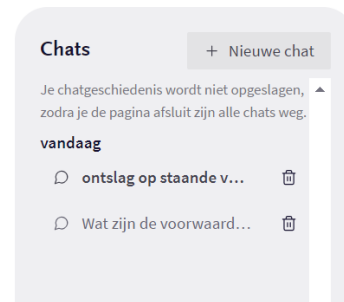 Chats
+ Nieuwe chat
Je chatgeschiedenis wordt niet opgeslagen,
zodra je de pagina afsluit zijn alle chats weg.
vandaag
ontslag op staande v...
Wat zijn de voorwaard...